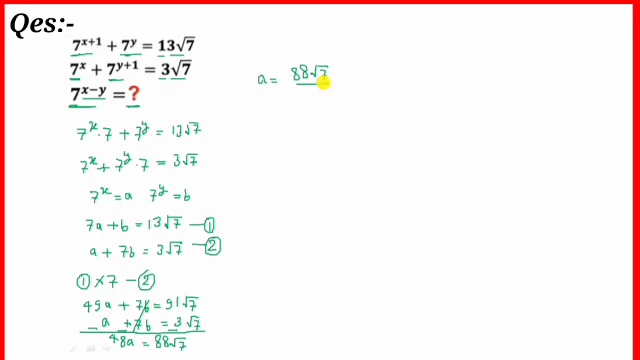 Qes:-
7^{x+1} + 7^y = 13√7
7^x + 7^{y+1} = 3√7
7^{x-y} = ?
7^x · 7 + 7^y = 13√7
7^x + 7^y · 7 = 3√7
7^x = a 7^y = b
7a + b = 13√7 —①
a + 7b = 3√7 —②
① × 7 – ②
49a + 7b = 91√7
– a + 7b = 3√7
–
48a = 88√7
a = 88√7